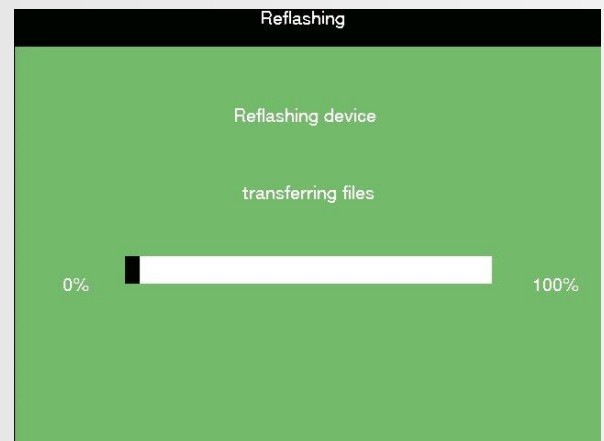 Reflashing
Reflashing device
transferring files
0%
100%